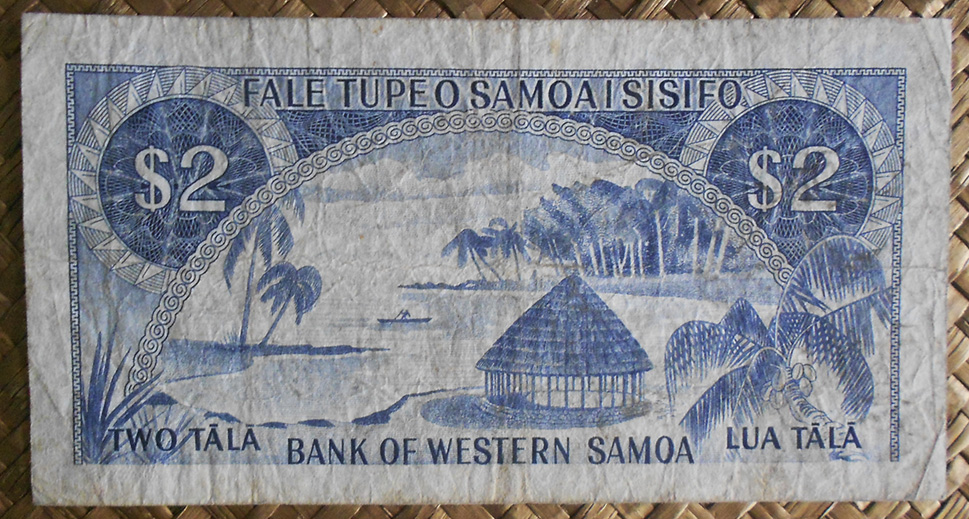 FALE TUPE O SAMOA I SISIFO
$2
$2
TWO TĀLĀ
BANK OF WESTERN SAMOA
LUA TĀLĀ